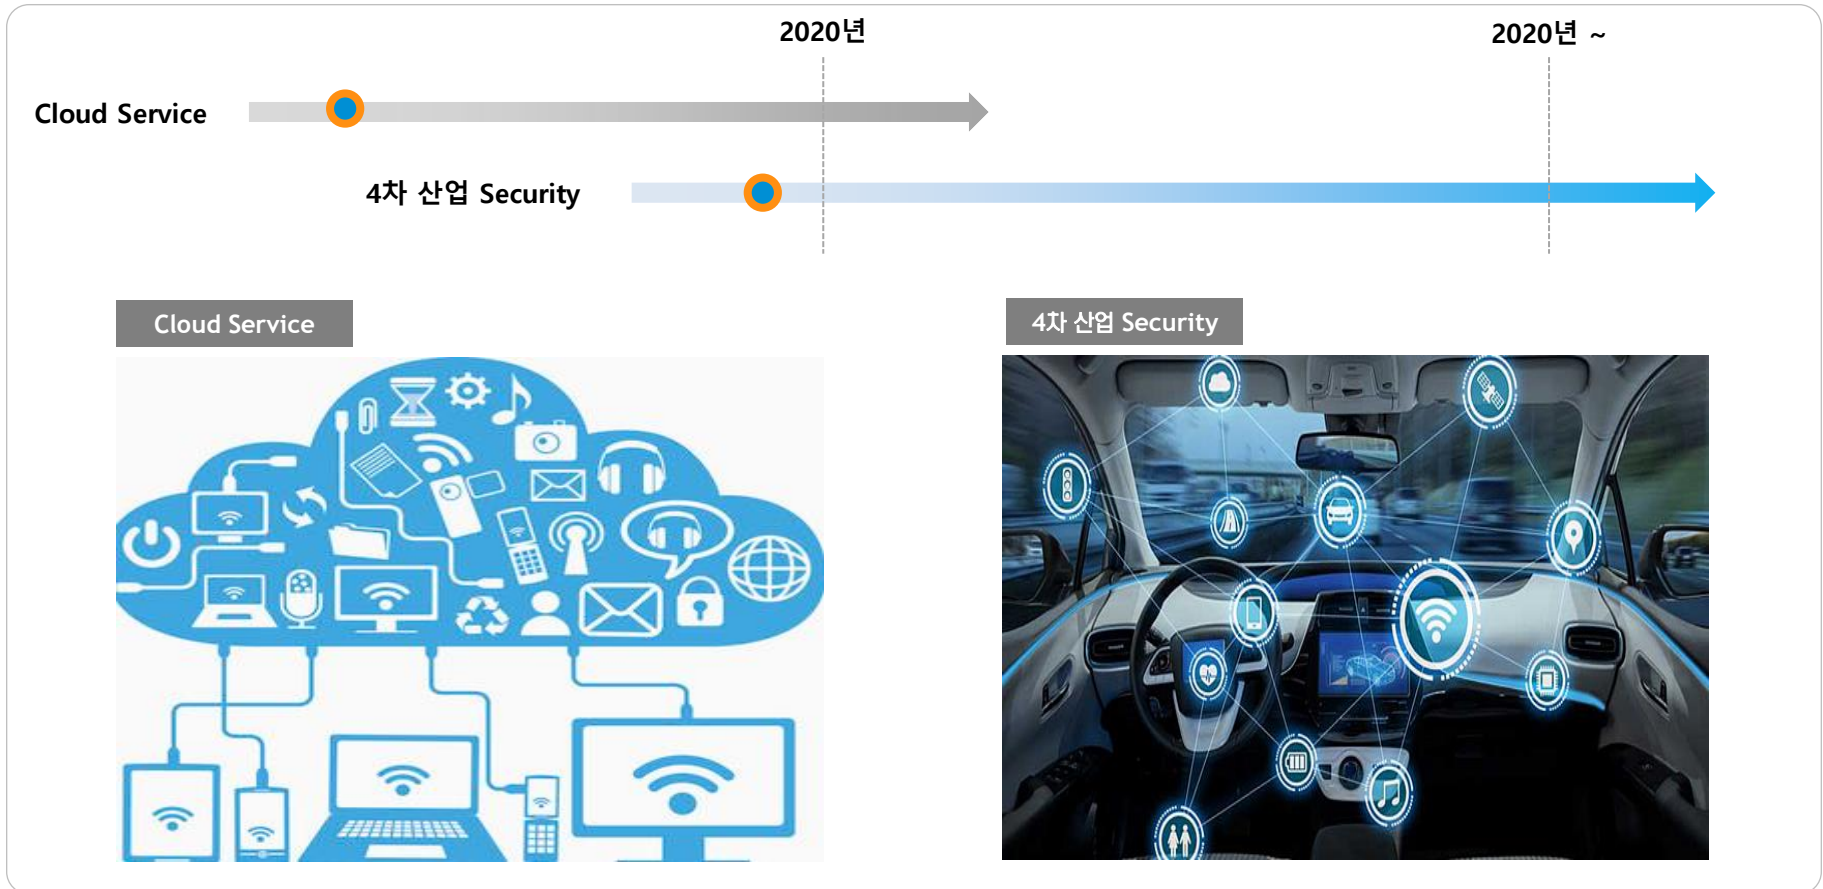 2020년
2020년 ~
Cloud Service
4차 산업 Security
Cloud Service
4차 산업 Security